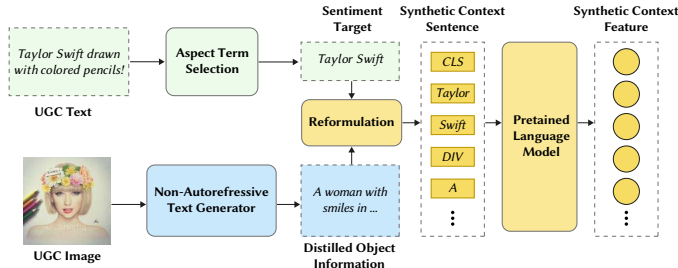 Taylor Swift drawn
with colored pencils!
UGC Text
Aspect Term
Selection
Sentiment
Target
Taylor Swift
Reformulation
UGC Image
Non-Autorefressive
Text Generator
A woman with
smiles in ...
Distilled Object
Information
Synthetic Context
Sentence
CLS
Taylor
Swift
DIV
A
Pretained
Language
Model
Synthetic Context
Feature